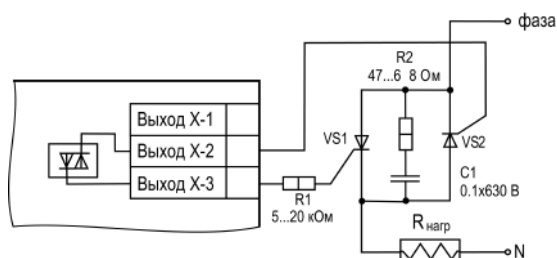 фаза
R2
47...6 8 Ом
Выход X-1
Выход X-2
Выход X-3
VS1
VS2
C1
0.1x630 В
R1
5...20 кОм
Rнагр
N